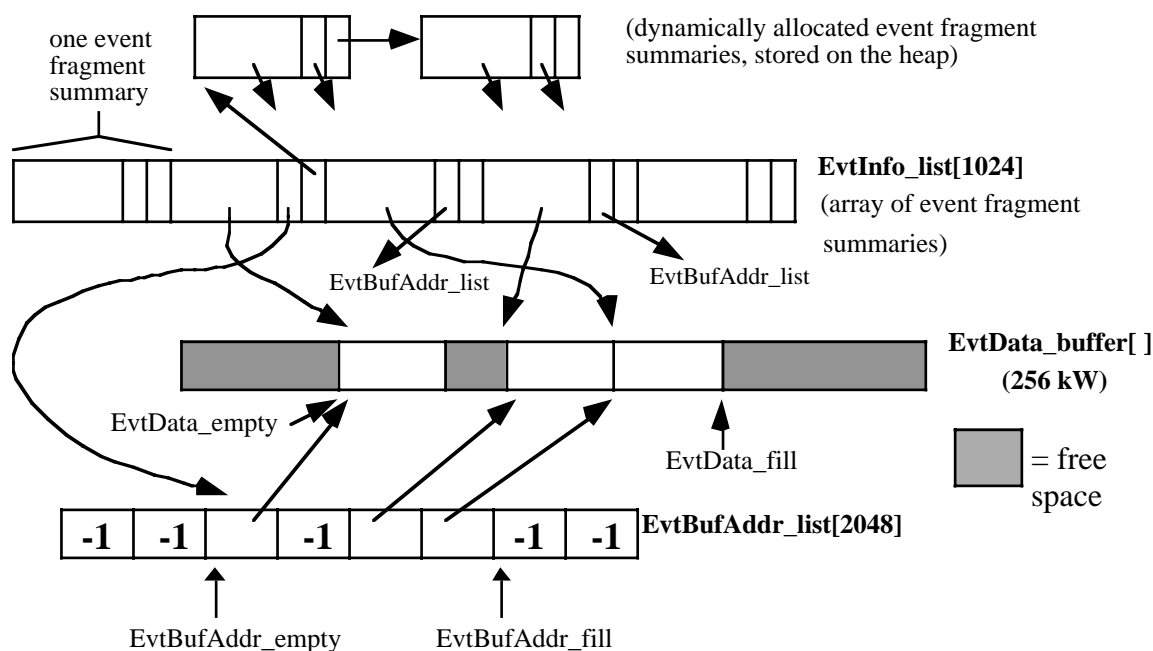 one event
fragment
summary
(dynamically allocated event fragment
summaries, stored on the heap)
EvtInfo_list[1024]
(array of event fragment
summaries)
EvtBufAddr_list
EvtBufAddr_list
EvtData_buffer[ ]
(256 kW)
EvtData_empty
EvtData_fill
= free
space
-1 -1 -1 -1 -1
EvtBufAddr_list[2048]
EvtBufAddr_empty
EvtBufAddr_fill